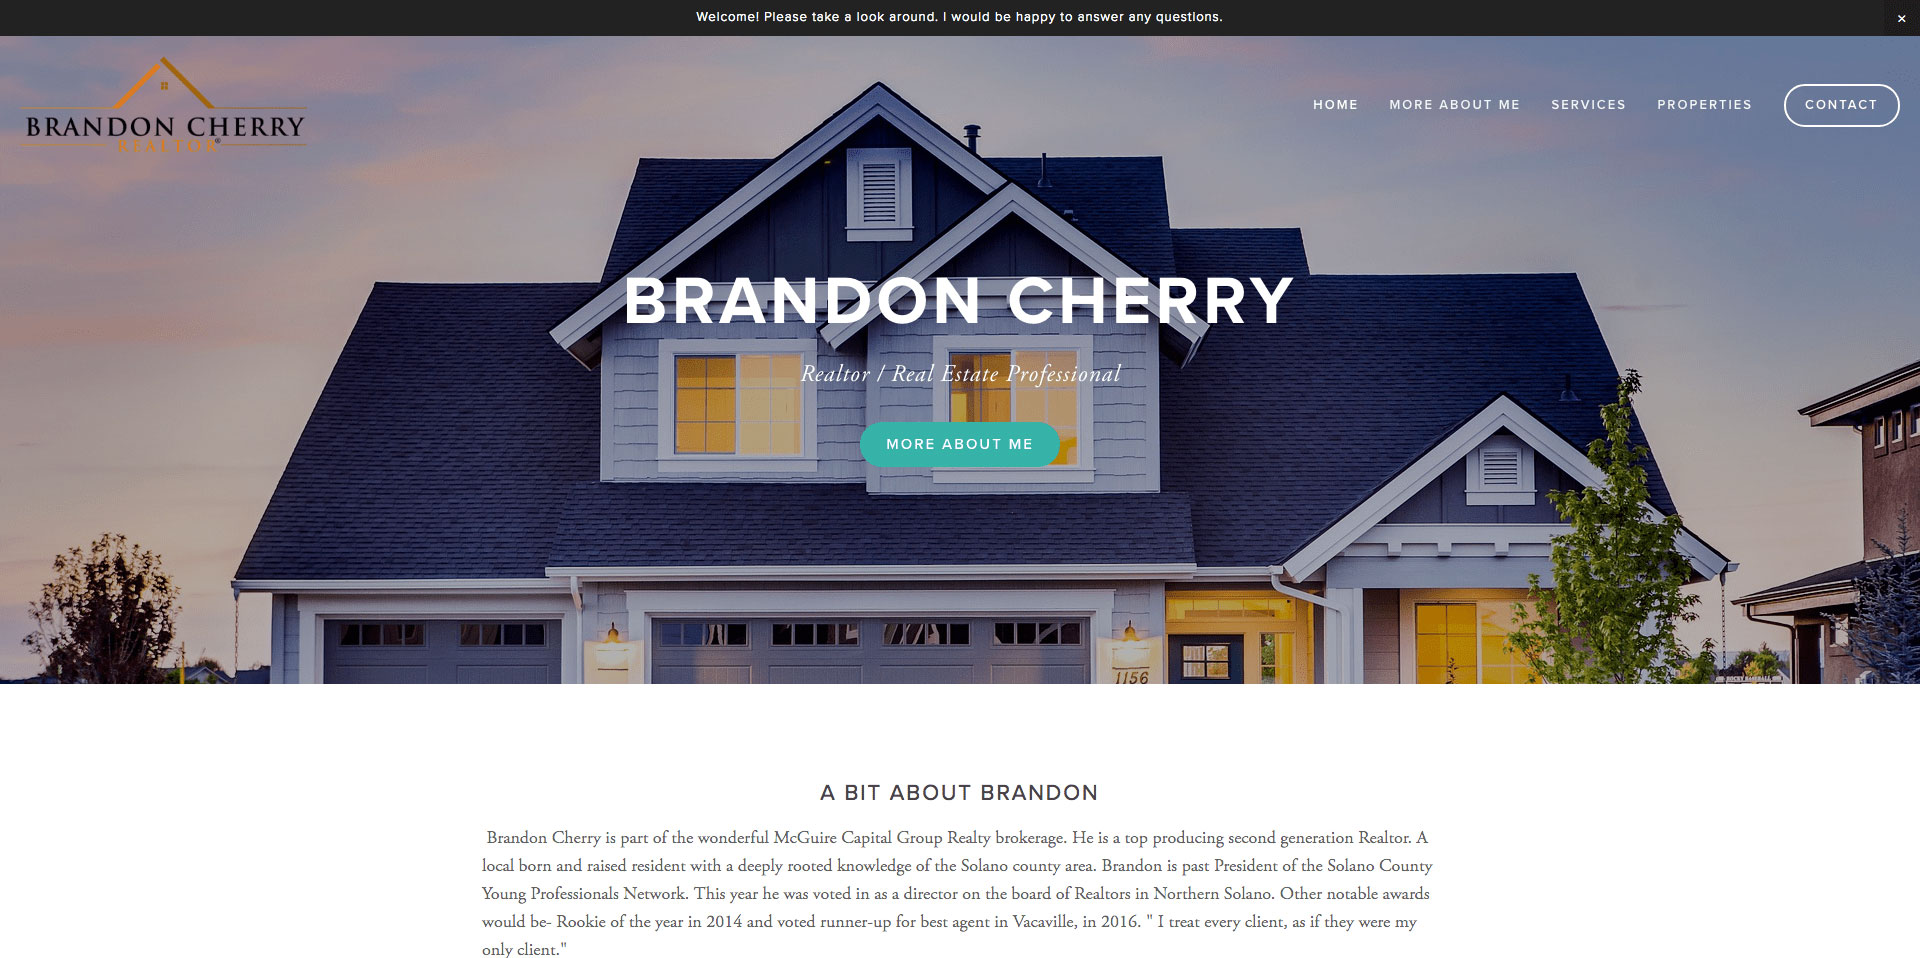 Welcome! Please take a look around. I would be happy to answer any questions.
×
BRANDON CHERRY
REALTOR®
HOME
MORE ABOUT ME
SERVICES
PROPERTIES
CONTACT
BRANDON CHERRY
Realtor / Real Estate Professional
MORE ABOUT ME
1156
A BIT ABOUT BRANDON
Brandon Cherry is part of the wonderful McGuire Capital Group Realty brokerage. He is a top producing second generation Realtor. A
local born and raised resident with a deeply rooted knowledge of the Solano county area. Brandon is past President of the Solano County
Young Professionals Network. This year he was voted in as a director on the board of Realtors in Northern Solano. Other notable awards
would be- Rookie of the year in 2014 and voted runner-up for best agent in Vacaville, in 2016. " I treat every client, as if they were my
only client."